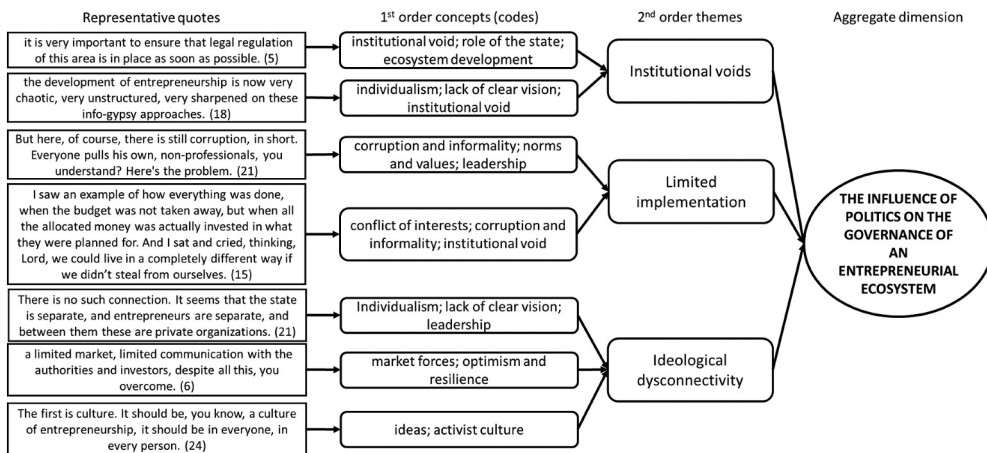 Representative quotes
1st order concepts (codes)
2nd order themes
Aggregate dimension
it is very important to ensure that legal regulation
of this area is in place as soon as possible. (5)
institutional void; role of the state;
ecosystem development
Institutional voids
the development of entrepreneurship is now very
chaotic, very unstructured, very sharpened on these
info-gypsy approaches. (18)
individualism; lack of clear vision;
institutional void
But here, of course, there is still corruption, in short.
Everyone pulls his own, non-professionals, you
understand? Here's the problem. (21)
corruption and informality; norms
and values; leadership
Limited
implementation
I saw an example of how everything was done,
when the budget was not taken away, but when all
the allocated money was actually invested in what
they were planned for. And I sat and cried, thinking,
Lord, we could live in a completely different way if
we didn't steal from ourselves. (15)
conflict of interests; corruption and
informality; institutional void
THE INFLUENCE OF
POLITICS ON THE
GOVERNANCE OF
AN
ENTREPRENEURIAL
ECOSYSTEM
There is no such connection. It seems that the state
is separate, and entrepreneurs are separate, and
between them these are private organizations. (21)
Individualism; lack of clear vision;
leadership
a limited market, limited communication with the
authorities and investors, despite all this, you
overcome. (6)
market forces; optimism and
resilience
Ideological
dysconnectivity
The first is culture. It should be, you know, a culture
of entrepreneurship, it should be in everyone, in
every person. (24)
ideas; activist culture